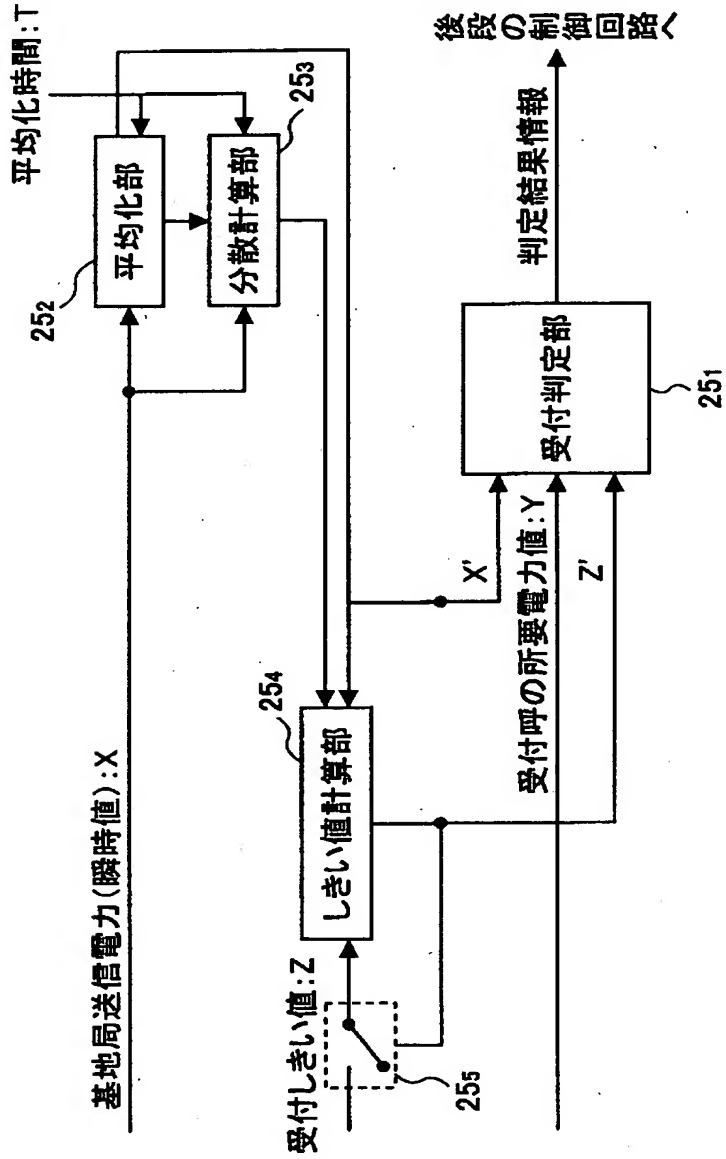 平均化時間:T
252
平均化部
分散計算部
253
基地局送信電力(瞬時値):X
254
しきい値計算部
受付しきい値:Z
255
X'
受付呼の所要電力値:Y
Z'
受付判定部
251
判定結果情報
後段の制御回路へ